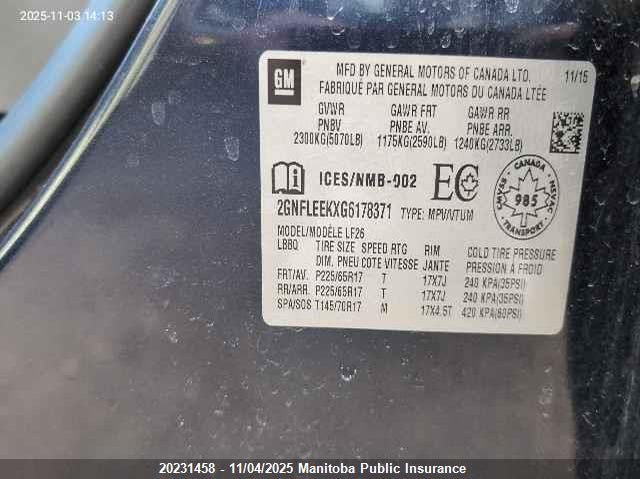 2025-11-03 14:13
GM
MFD BY GENERAL MOTORS OF CANADA LTD. 11/15
FABRIQUÉ PAR GENERAL MOTORS DU CANADA LTÉE
GVWR GAWR FRT GAWR RR
PNBV PNBE AV. PNBE ARR.
2300KG(5070LB) 1175KG(2590LB) 1240KG(2733LB)
ICES/NMB-002 EC
CANADA
CMVSS NSVAC
985
2GNFLEEKXG6178371 TYPE: MPV/VTUM
MODEL/MODÈLE LF26
LBBQ TIRE SIZE SPEED RTG RIM COLD TIRE PRESSURE
DIM. PNEU COTE VITESSE JANTE PRESSION À FROID
FRT/AV. P225/65R17 T 17X7J 240 KPA(35PSI)
RR/ARR. P225/65R17 T 17X7J 240 KPA(35PSI)
SPA/SOS T145/70R17 M 17X4.5T 420 KPA(60PSI)
20231458 - 11/04/2025 Manitoba Public Insurance